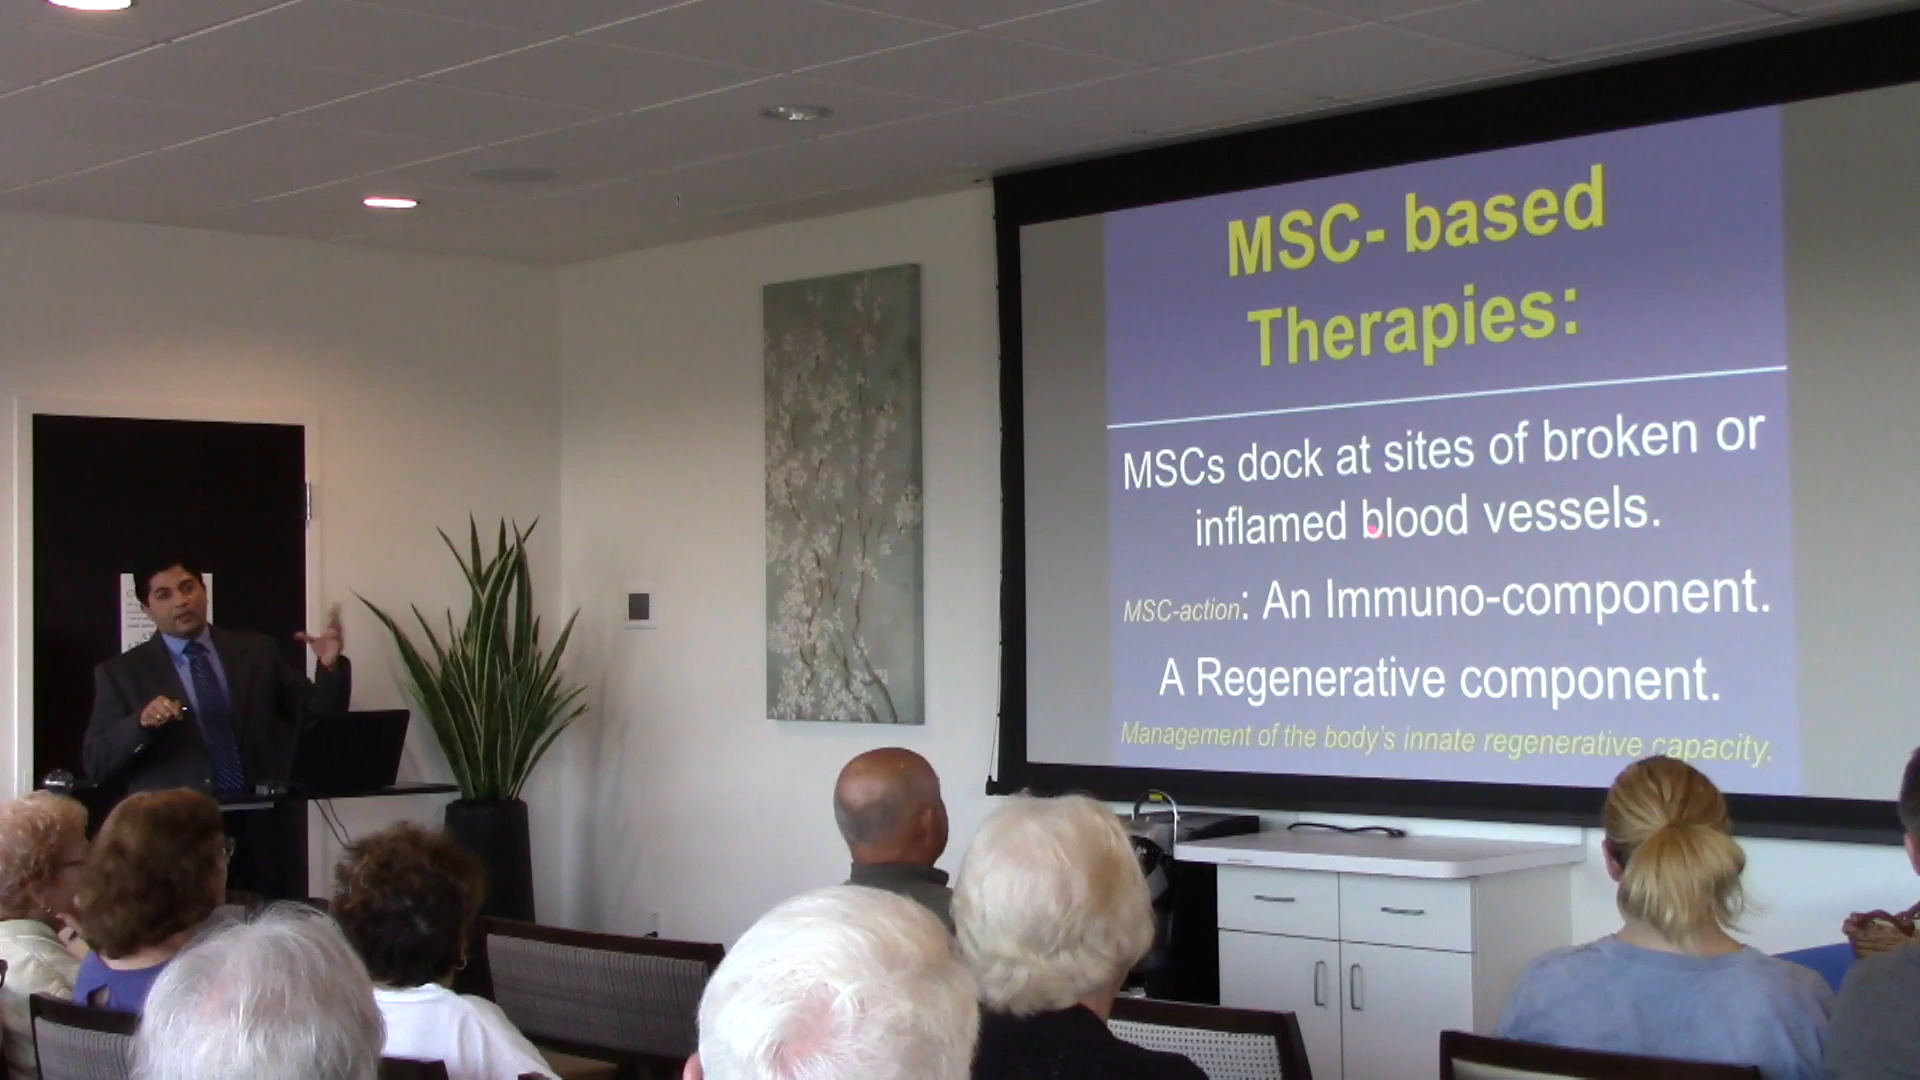 MSC- based
Therapies:
MSCs dock at sites of broken or
inflamed blood vessels.
MSC-action: An Immuno-component.
A Regenerative component.
Management of the body's innate regenerative capacity.